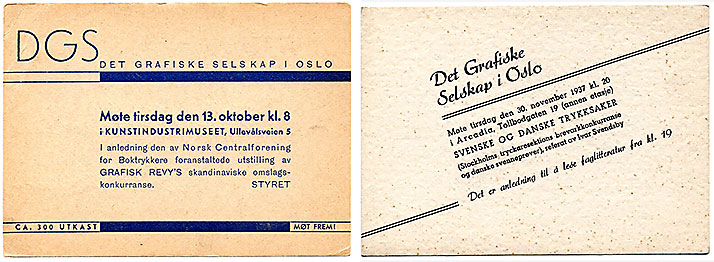 DGS
DET GRAFISKE SELSKAP I OSLO
Møte tirsdag den 13. oktober kl. 8
i KUNSTINDUSTRIMUSEET, Ullevålsveien 5
I anledning den av Norsk Centralforening
for Boktrykkere foranstaltede utstilling av
GRAFISK REVY'S skandinaviske omslags-
konkurranse. STYRET
CA. 300 UTKAST
MØT FREM!
Det Grafiske
Selskap i Oslo
Møte tirsdag den 30. november 1937 kl. 20
i Arcadia, Tollbodgaten 19 (annen etasje)
SVENSKE OG DANSKE TRYKKSAKER
(Stockholms tryckaresektions brevkortkonkurranse
og danske svenneprøver), referat av Ivar Svendsby
Det er anledning til å lese faglitteratur fra kl. 19